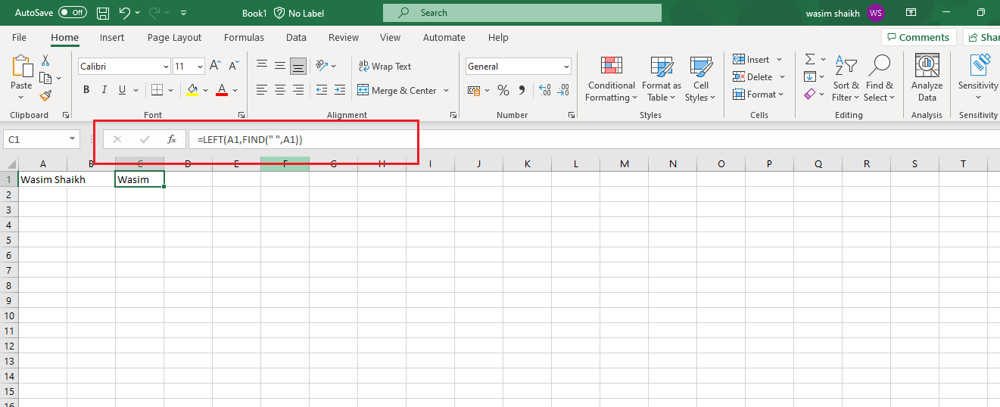 AutoSave Off Book1 No Label Search wasim shaikh WS
File Home Insert Page Layout Formulas Data Review View Automate Help Comments Shar
Calibri 11 A^ A˅ ab Wrap Text General Insert Σ A
Paste Delete Z
B I U A Merge & Center % 9 .00 Conditional Format as Cell Format Sort & Find & Analyze Sensitivity
Formatting Table Styles Filter Select Data
Clipboard Font Alignment Number Styles Cells Editing Analysis Sensitivity
C1 fx =LEFT(A1,FIND(" ",A1))
A B C D E F G H I J K L M N O P Q R S T
1 Wasim Shaikh Wasim
2
3
4
5
6
7
8
9
10
11
12
13
14
15
16